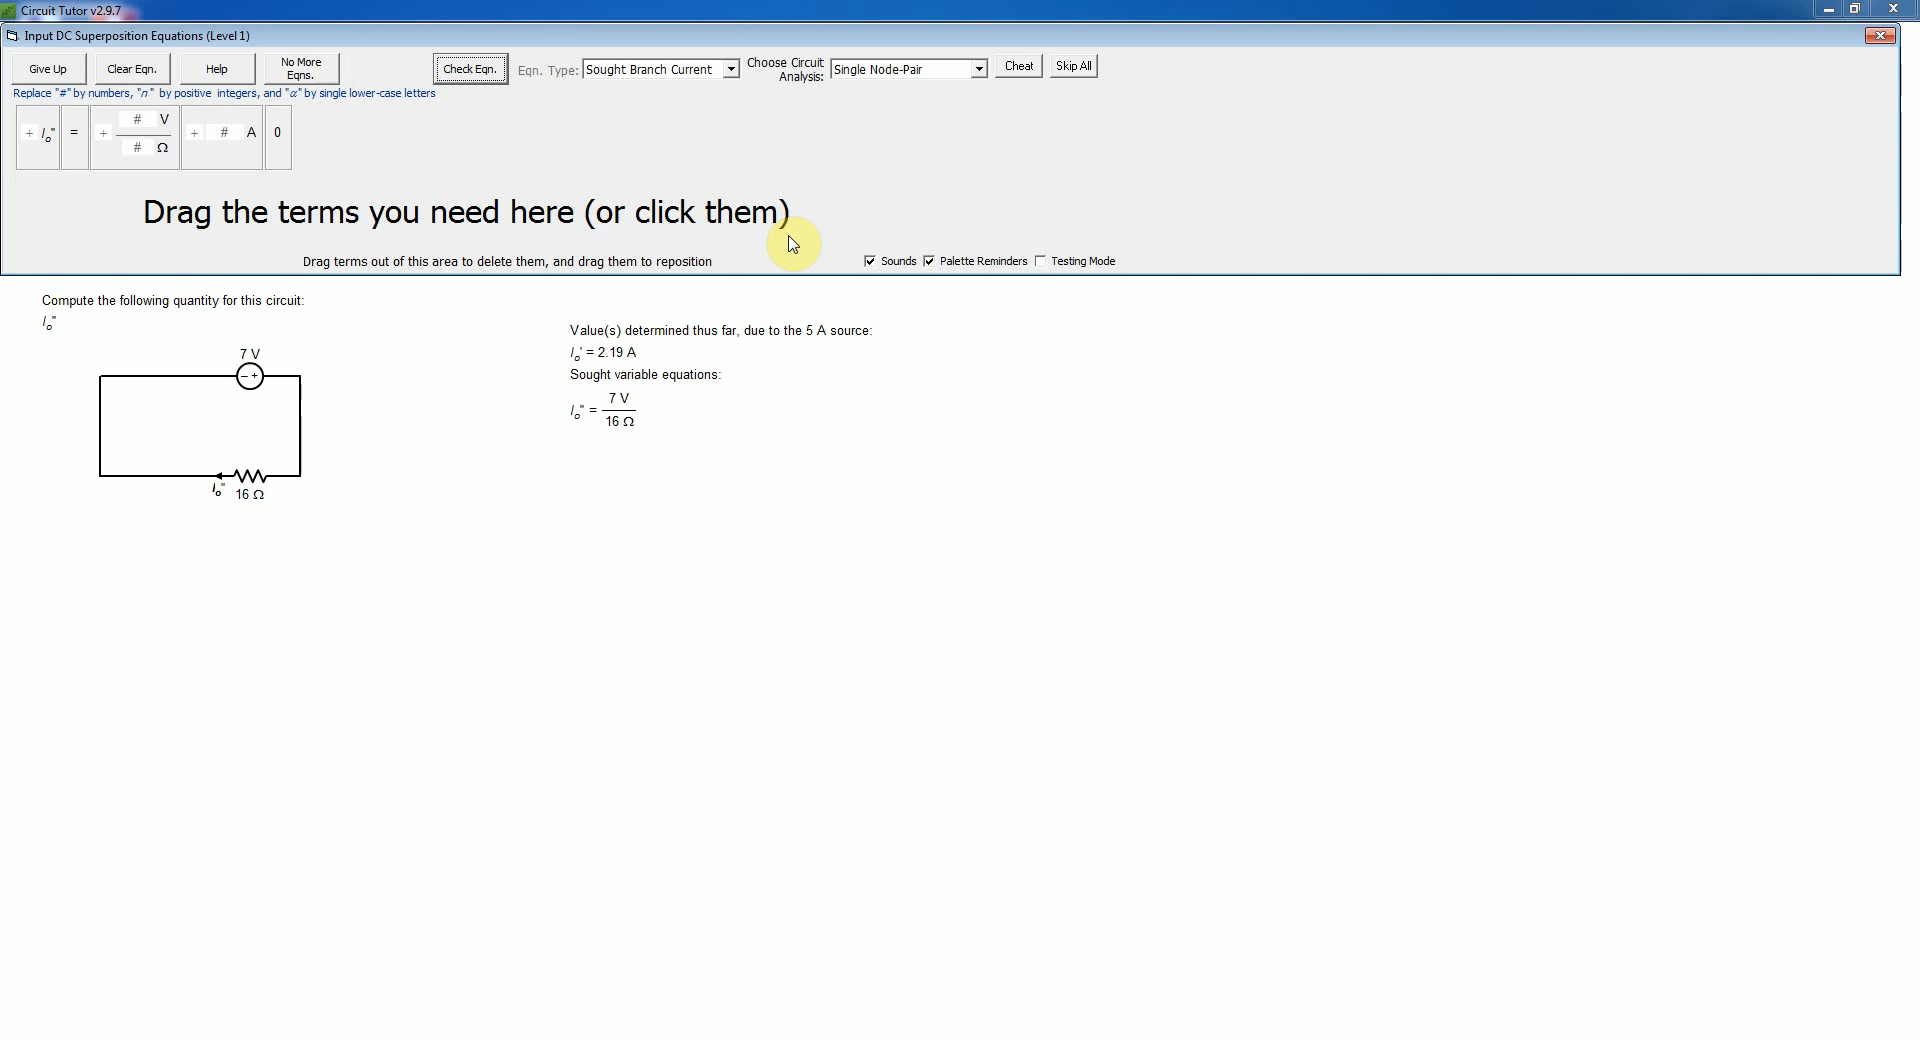 Circuit Tutor v2.9.7
Input DC Superposition Equations (Level 1)
Give Up
Clear Eqn.
Help
No More
Eqns.
Check Eqn.
Eqn. Type:
Sought Branch Current
Choose Circuit
Analysis:
Single Node-Pair
Cheat
Skip All
Replace "#" by numbers, "n" by positive integers, and "α" by single lower-case letters
+ Io"
=
+ # V
# Ω
+ # A
0
Drag the terms you need here (or click them)
Drag terms out of this area to delete them, and drag them to reposition
Sounds
Palette Reminders
Testing Mode
Compute the following quantity for this circuit:
Io"
7 V
− +
Io"
16 Ω
Value(s) determined thus far, due to the 5 A source:
Io' = 2.19 A
Sought variable equations:
Io" = 7 V
16 Ω